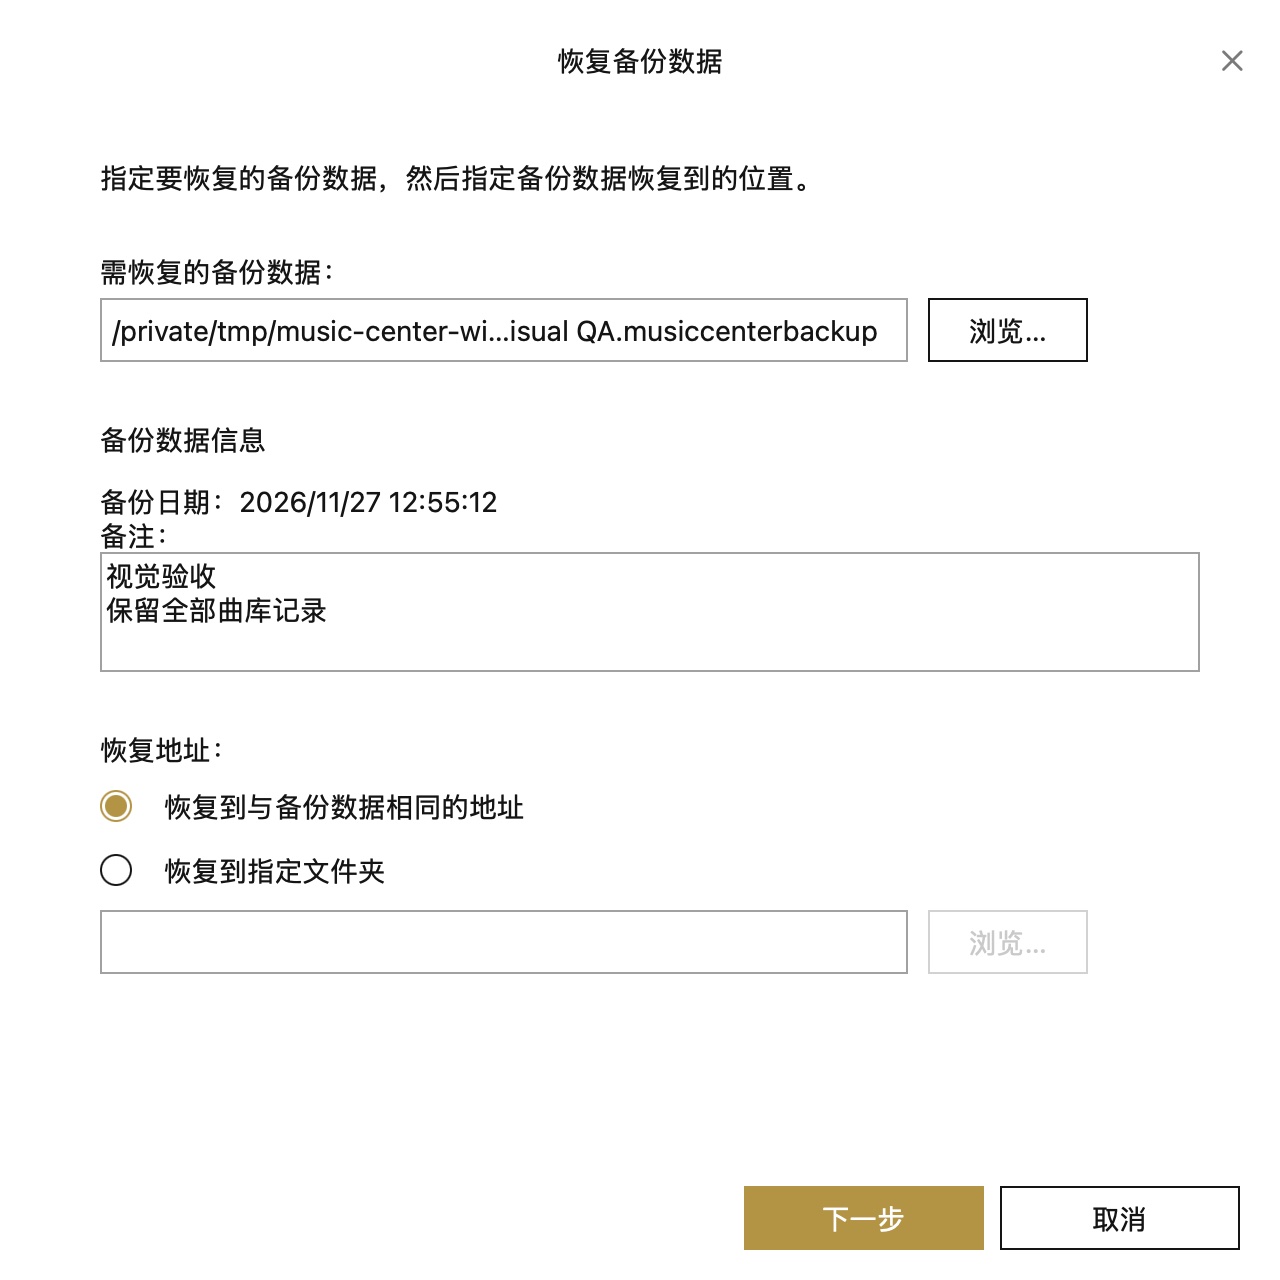 恢复备份数据
指定要恢复的备份数据，然后指定备份数据恢复到的位置。
需恢复的备份数据：
/private/tmp/music-center-wi...isual QA.musiccenterbackup
浏览...
备份数据信息
备份日期：2026/11/27 12:55:12
备注：
视觉验收
保留全部曲库记录
恢复地址：
恢复到与备份数据相同的地址
恢复到指定文件夹
浏览...
下一步
取消